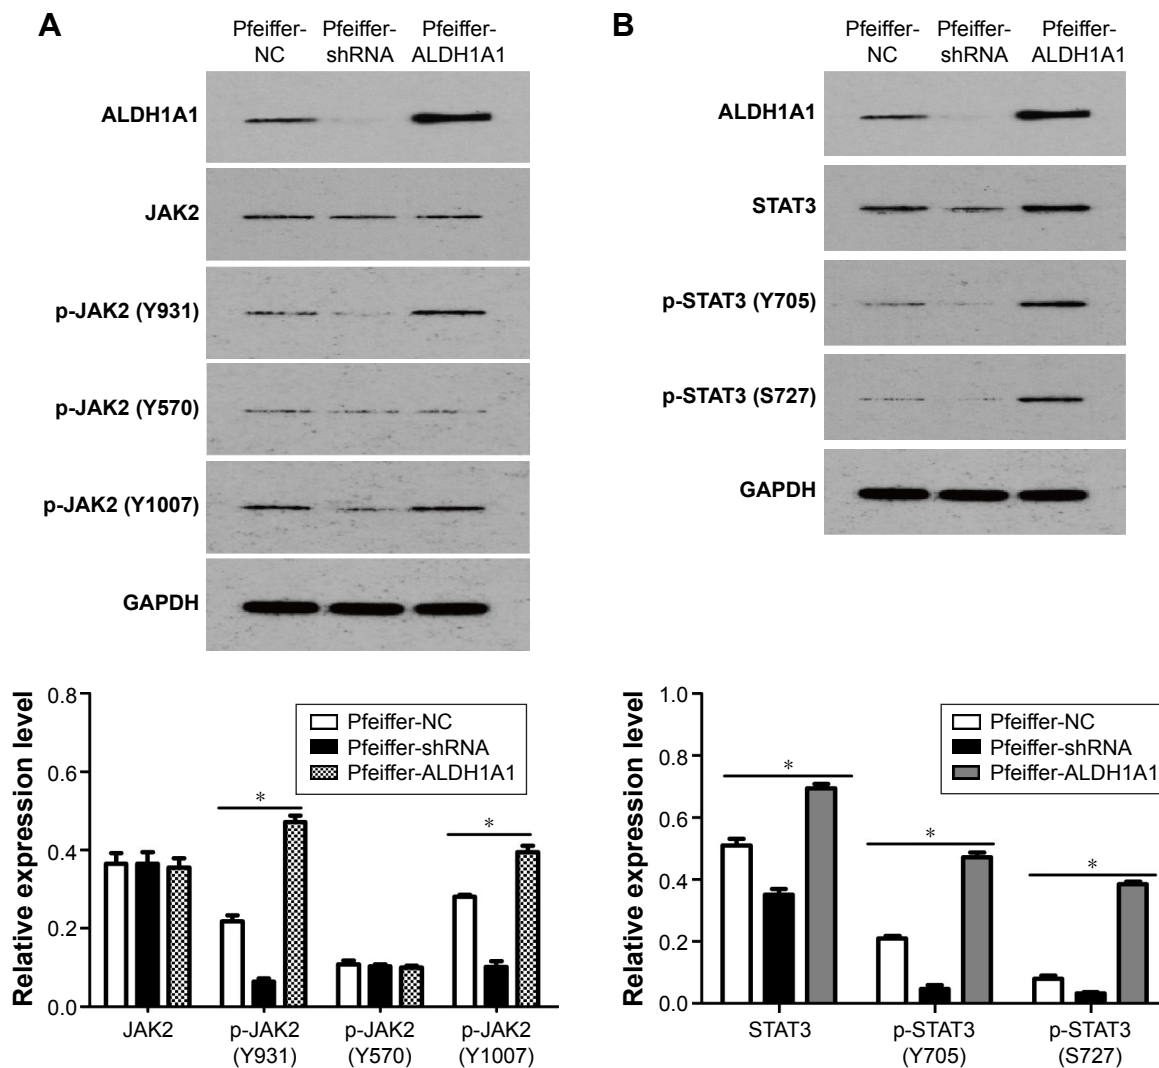 A
Pfeiffer-
NC
Pfeiffer-
shRNA
Pfeiffer-
ALDH1A1
ALDH1A1
JAK2
p-JAK2 (Y931)
p-JAK2 (Y570)
p-JAK2 (Y1007)
GAPDH
Relative expression level
0.8
0.6
0.4
0.2
0.0
Pfeiffer-NC
Pfeiffer-shRNA
Pfeiffer-ALDH1A1
*
*
JAK2
p-JAK2
(Y931)
p-JAK2
(Y570)
p-JAK2
(Y1007)
B
Pfeiffer-
NC
Pfeiffer-
shRNA
Pfeiffer-
ALDH1A1
ALDH1A1
STAT3
p-STAT3 (Y705)
p-STAT3 (S727)
GAPDH
Relative expression level
1.0
0.8
0.6
0.4
0.2
0.0
Pfeiffer-NC
Pfeiffer-shRNA
Pfeiffer-ALDH1A1
*
*
*
STAT3
p-STAT3
(Y705)
p-STAT3
(S727)